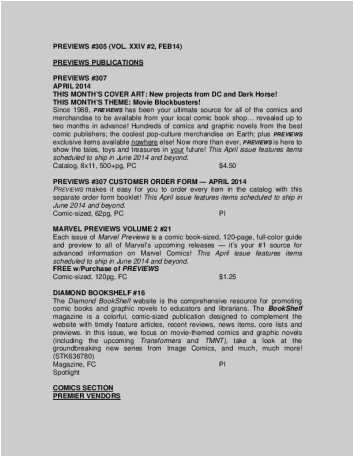 PREVIEWS #305 (VOL. XXIV #2, FEB14)
PREVIEWS PUBLICATIONS
PREVIEWS #307
APRIL 2014
THIS MONTH'S COVER ART: New projects from DC and Dark Horse!
THIS MONTH'S THEME: Movie Blockbusters!
Since 1988, PREVIEWS has been your ultimate source for all of the comics and
merchandise to be available from your local comic book shop… revealed up to
two months in advance! Hundreds of comics and graphic novels from the best
comic publishers; the coolest pop-culture merchandise on Earth; plus PREVIEWS
exclusive items available nowhere else! Now more than ever, PREVIEWS is here to
show the tales, toys and treasures in your future! This April issue features items
scheduled to ship in June 2014 and beyond.
Catalog, 8x11, 500+pg, PC $4.50
PREVIEWS #307 CUSTOMER ORDER FORM — APRIL 2014
PREVIEWS makes it easy for you to order every item in the catalog with this
separate order form booklet! This April issue features items scheduled to ship in
June 2014 and beyond.
Comic-sized, 62pg, PC PI
MARVEL PREVIEWS VOLUME 2 #21
Each issue of Marvel Previews is a comic book-sized, 120-page, full-color guide
and preview to all of Marvel's upcoming releases — it's your #1 source for
advanced information on Marvel Comics! This April issue features items
scheduled to ship in June 2014 and beyond.
FREE w/Purchase of PREVIEWS
Comic-sized, 120pg, FC $1.25
DIAMOND BOOKSHELF #16
The Diamond BookShelf website is the comprehensive resource for promoting
comic books and graphic novels to educators and librarians. The BookShelf
magazine is a colorful, comic-sized publication designed to complement the
website with timely feature articles, recent reviews, news items, core lists and
previews. In this issue, we focus on movie-themed comics and graphic novels
(including the upcoming Transformers and TMNT), take a look at the
groundbreaking new series from Image Comics, and much, much more!
(STK636780)
Magazine, FC PI
Spotlight
COMICS SECTION
PREMIER VENDORS